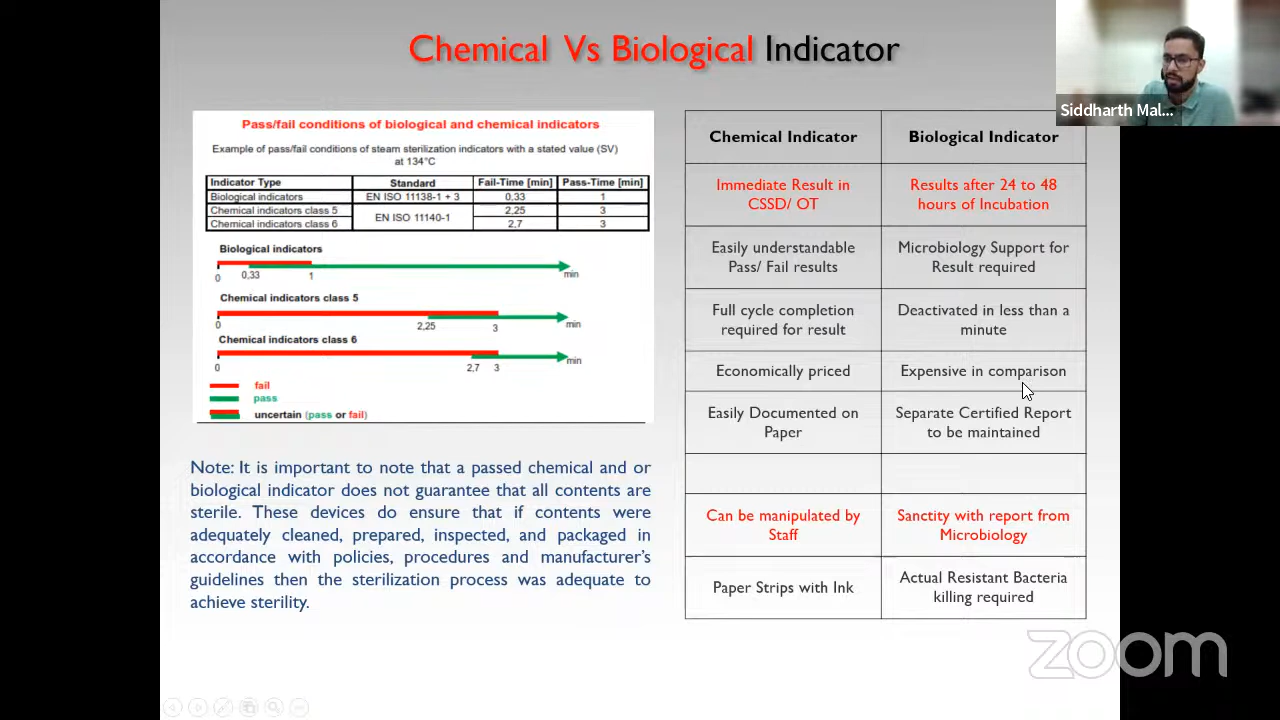 Chemical Vs Biological Indicator
Siddharth Mal...
Pass/fail conditions of biological and chemical indicators
Example of pass/fail conditions of steam sterilization indicators with a stated value (SV)
at 134°C
Indicator Type Standard Fail-Time [min] Pass-Time [min]
Biological indicators EN ISO 11138-1 + 3 0,33 1
Chemical indicators class 5 EN ISO 11140-1 2,25 3
Chemical indicators class 6 2,7 3
Biological indicators
0 0,33 1 min
Chemical indicators class 5
0 2,25 3 min
Chemical indicators class 6
0 2,7 3 min
fail
pass
uncertain (pass or fail)
Note: It is important to note that a passed chemical and or
biological indicator does not guarantee that all contents are
sterile. These devices do ensure that if contents were
adequately cleaned, prepared, inspected, and packaged in
accordance with policies, procedures and manufacturer's
guidelines then the sterilization process was adequate to
achieve sterility.
Chemical Indicator Biological Indicator
Immediate Result in
CSSD/ OT
Results after 24 to 48
hours of Incubation
Easily understandable
Pass/ Fail results
Microbiology Support for
Result required
Full cycle completion
required for result
Deactivated in less than a
minute
Economically priced
Expensive in comparison
Easily Documented on
Paper
Separate Certified Report
to be maintained
Can be manipulated by
Staff
Sanctity with report from
Microbiology
Paper Strips with Ink
Actual Resistant Bacteria
killing required
zoom